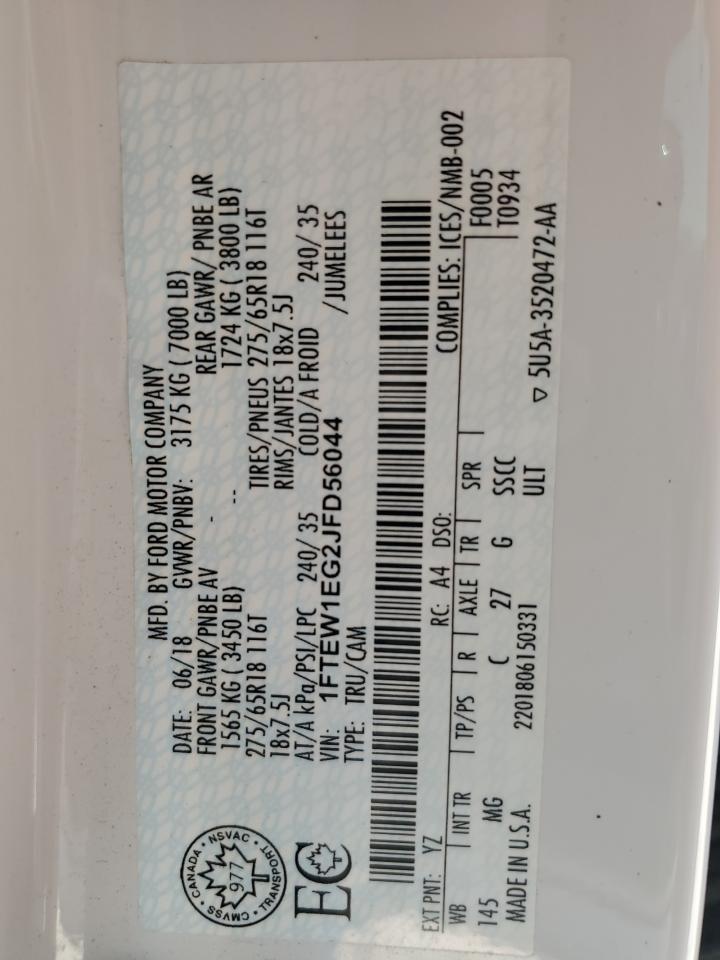 MFD. BY FORD MOTOR COMPANY
DATE: 06/18 GVWR/PNBV: 3175 KG ( 7000 LB)
FRONT GAWR/PNBE AV - REAR GAWR/ PNBE AR
1565 KG ( 3450 LB) -- 1724 KG ( 3800 LB)
275/65R18 116T TIRES/PNEUS 275/65R18 116T
18x7.5J RIMS/JANTES 18x7.5J
AT/A kPa/PSI/LPC 240/ 35 COLD/A FROID 240/ 35
VIN: 1FTEW1EG2JFD56044 /JUMELEES
TYPE: TRU/CAM
CANADA • NSVAC • TRANSPORT • CMVSS •
977
EC
EXT PNT: YZ RC: A4 DSO: COMPLIES: ICES/NMB-002
WB INT TR TP/PS R AXLE TR SPR F0005
145 MG C 27 G SSCC T0934
2201806150331 ULT
MADE IN U.S.A. ▽ 5U5A-3520472-AA